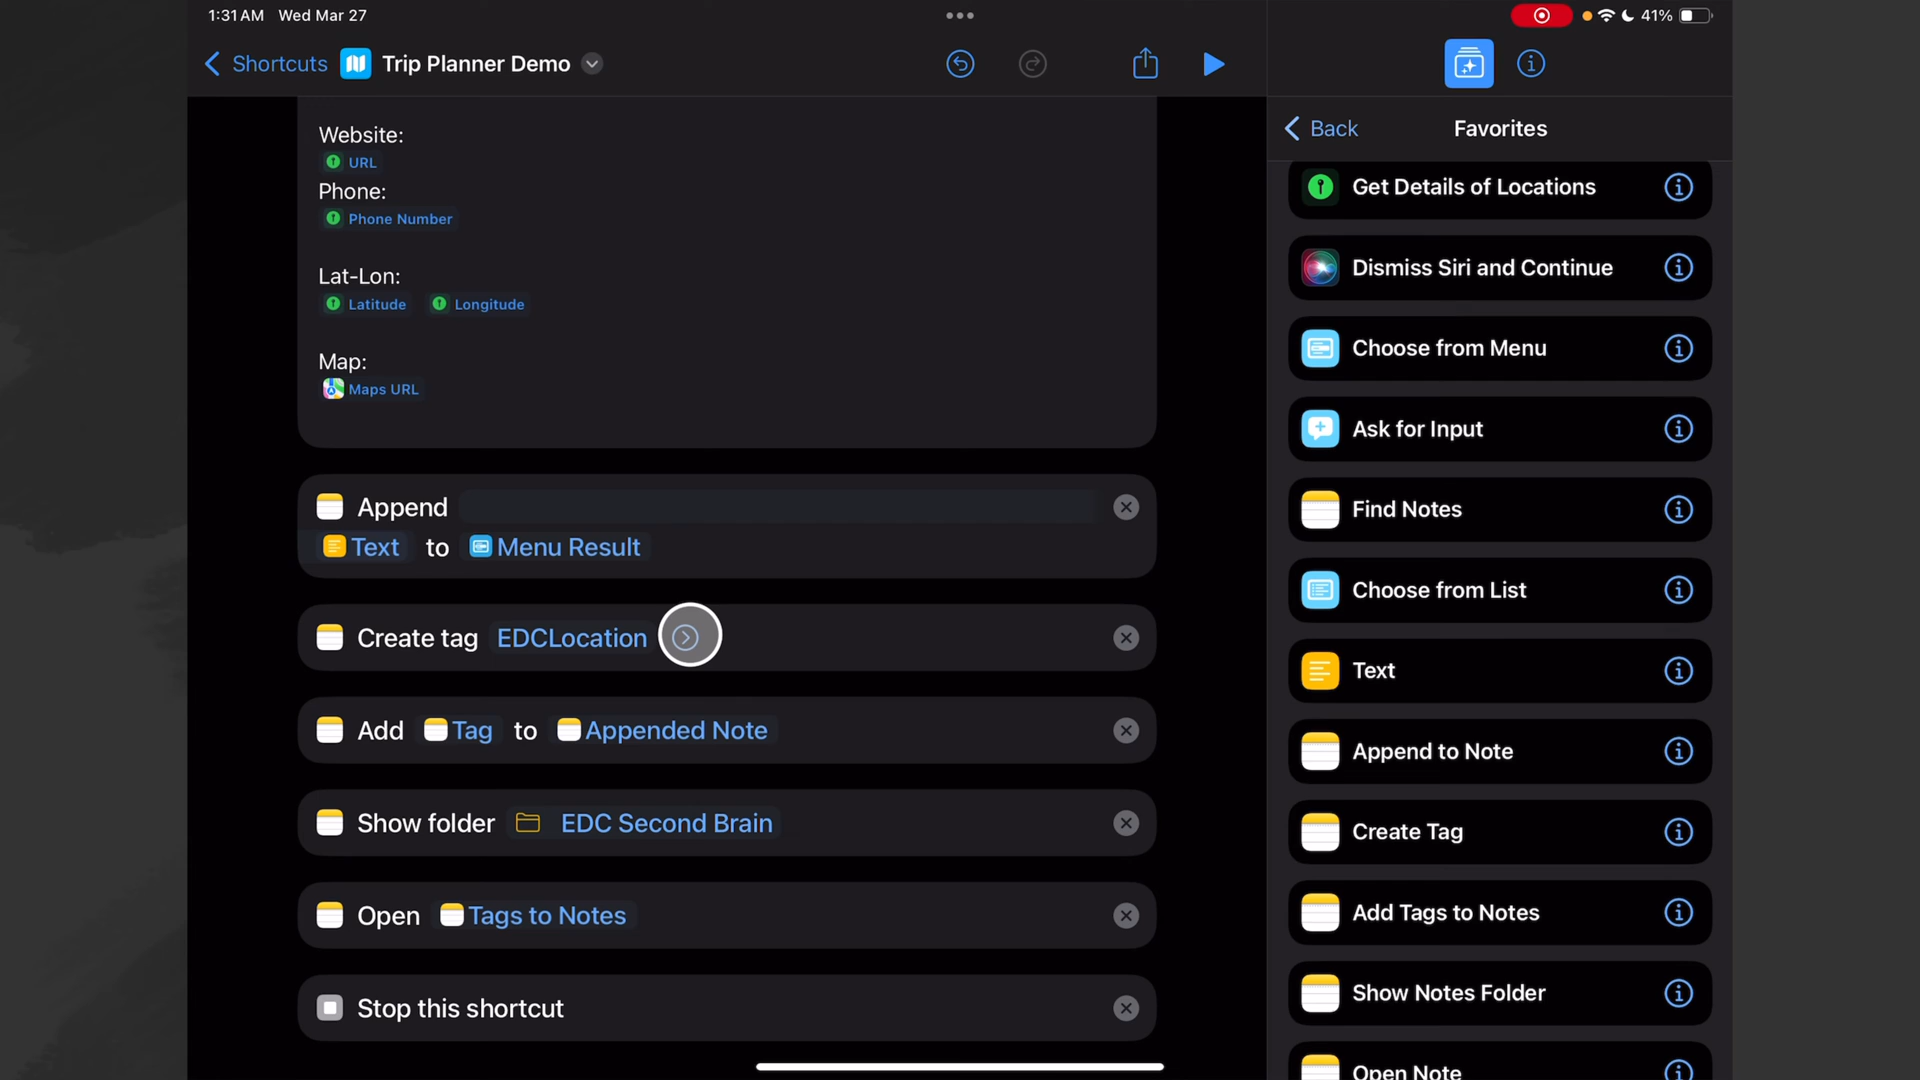 1:31 AM Wed Mar 27
41%
Shortcuts Trip Planner Demo
Website:
URL
Phone:
Phone Number
Lat-Lon:
Latitude Longitude
Map:
Maps URL
Append
Text to Menu Result
Create tag EDCLocation
Add Tag to Appended Note
Show folder EDC Second Brain
Open Tags to Notes
Stop this shortcut
Back Favorites
Get Details of Locations
Dismiss Siri and Continue
Choose from Menu
Ask for Input
Find Notes
Choose from List
Text
Append to Note
Create Tag
Add Tags to Notes
Show Notes Folder
Open Note